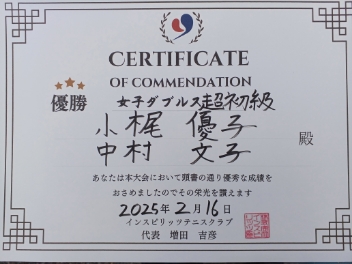 CERTIFICATE
OF COMMENDATION
優勝 女子ダブルス超初級
小梶 優子
中村 文子 殿
あなたは本大会において頭書の通り優秀な成績を
おさめましたのでその栄光を讃えます
2025年2月16日
インスピリッツテニスクラブ
代表 増田 吉彦